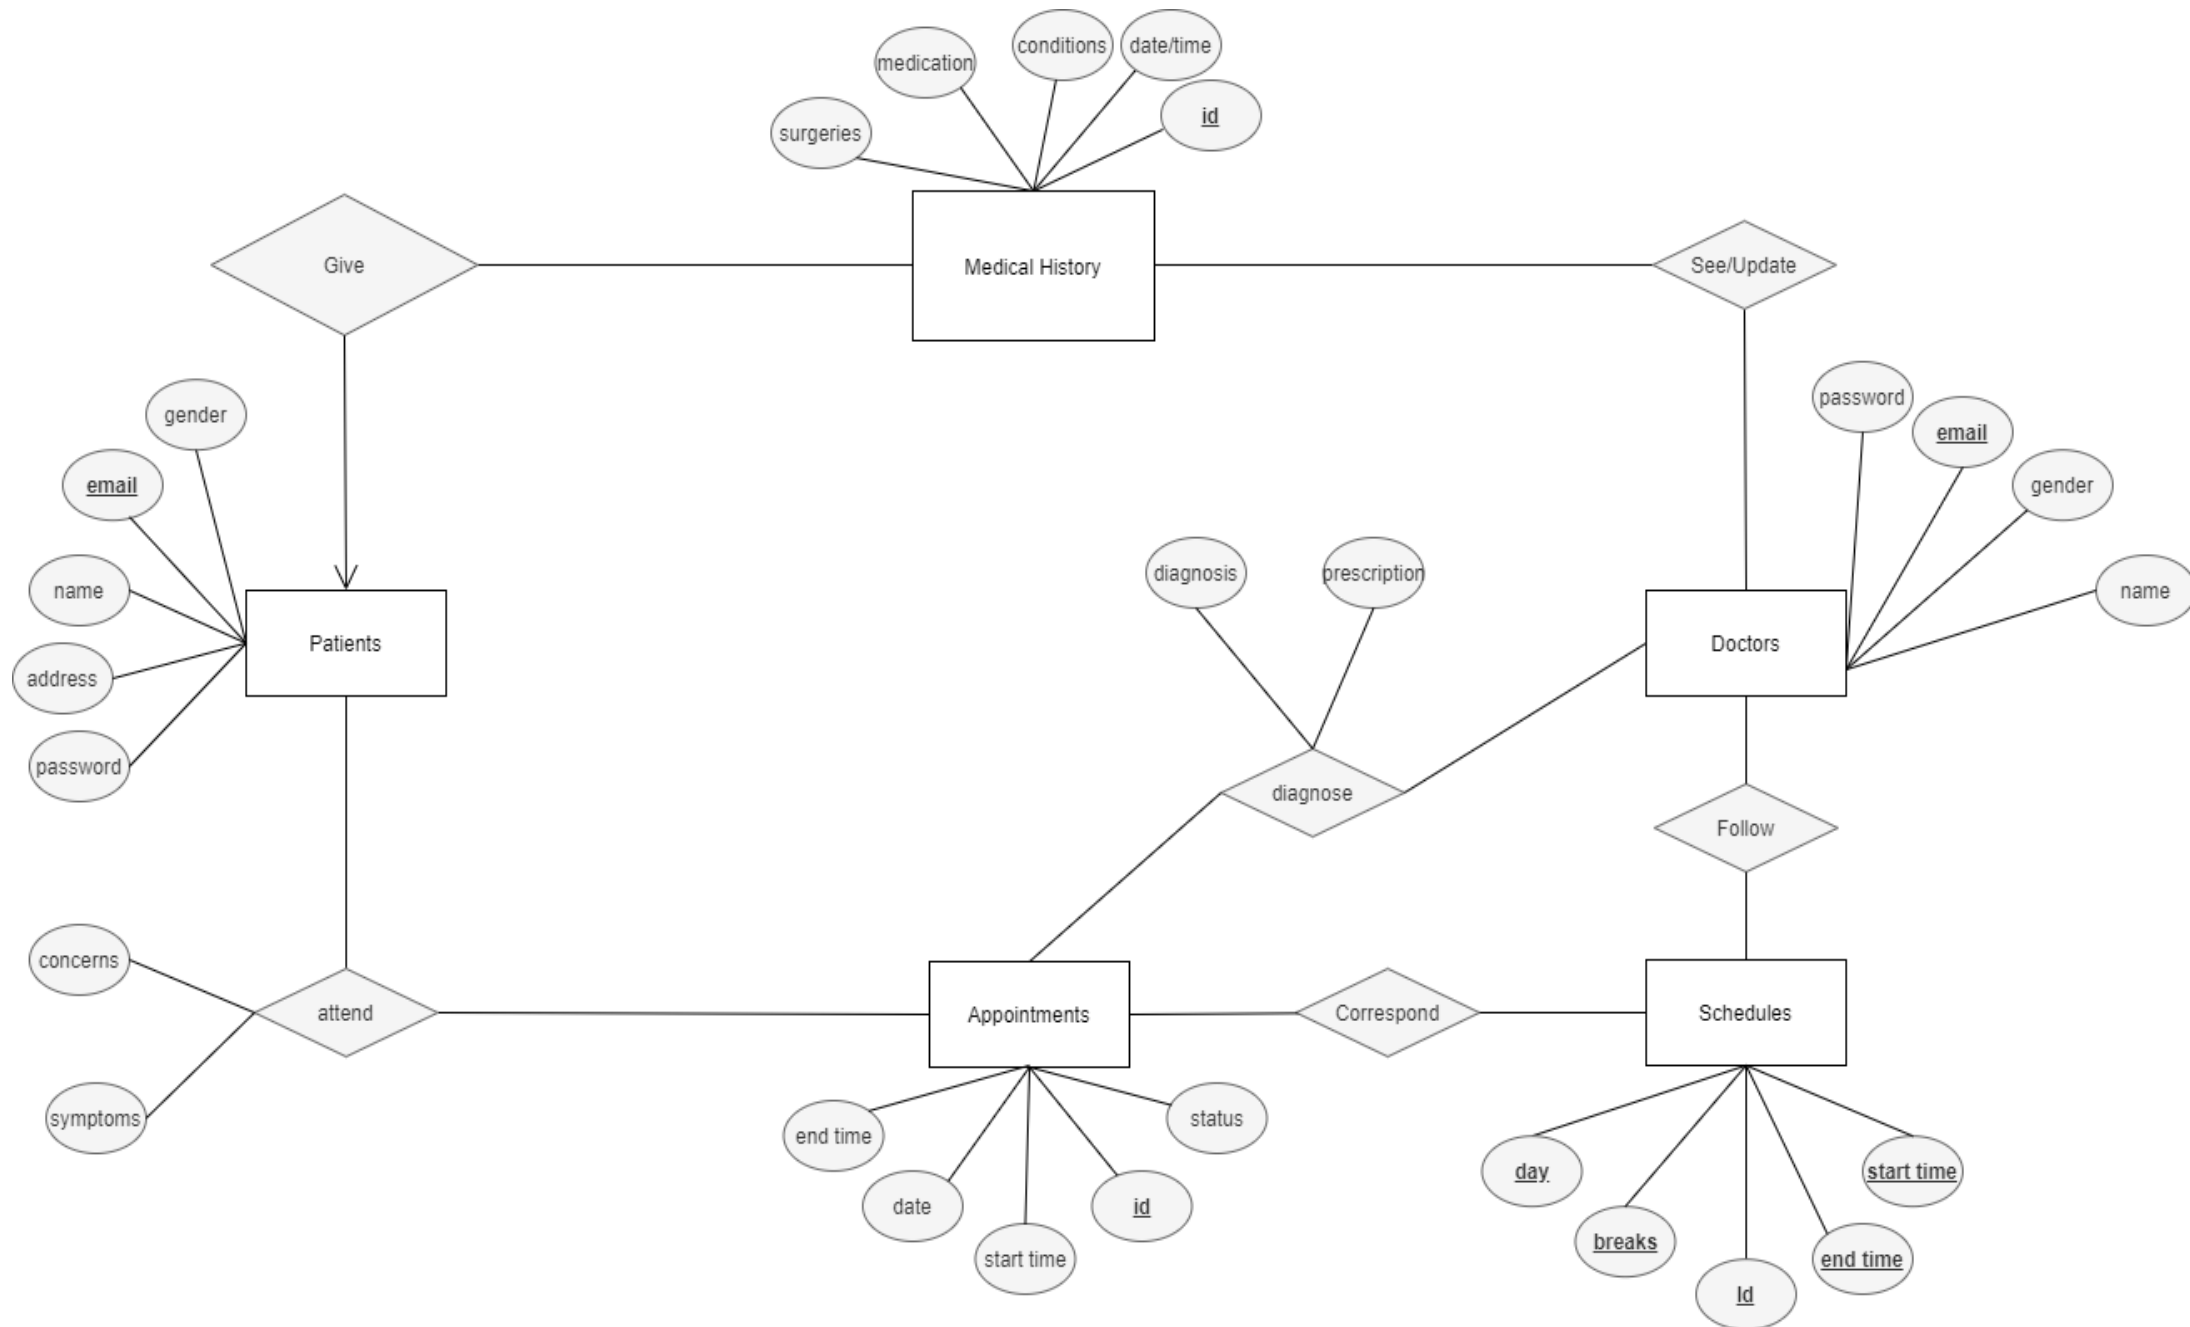 conditions
date/time
medication
id
surgeries
Give
Medical History
See/Update
password
gender
email
email
gender
diagnosis
prescription
name
name
Patients
Doctors
address
password
diagnose
Follow
concerns
attend
Appointments
Correspond
Schedules
symptoms
end time
status
day
start time
date
id
breaks
start time
end time
Id